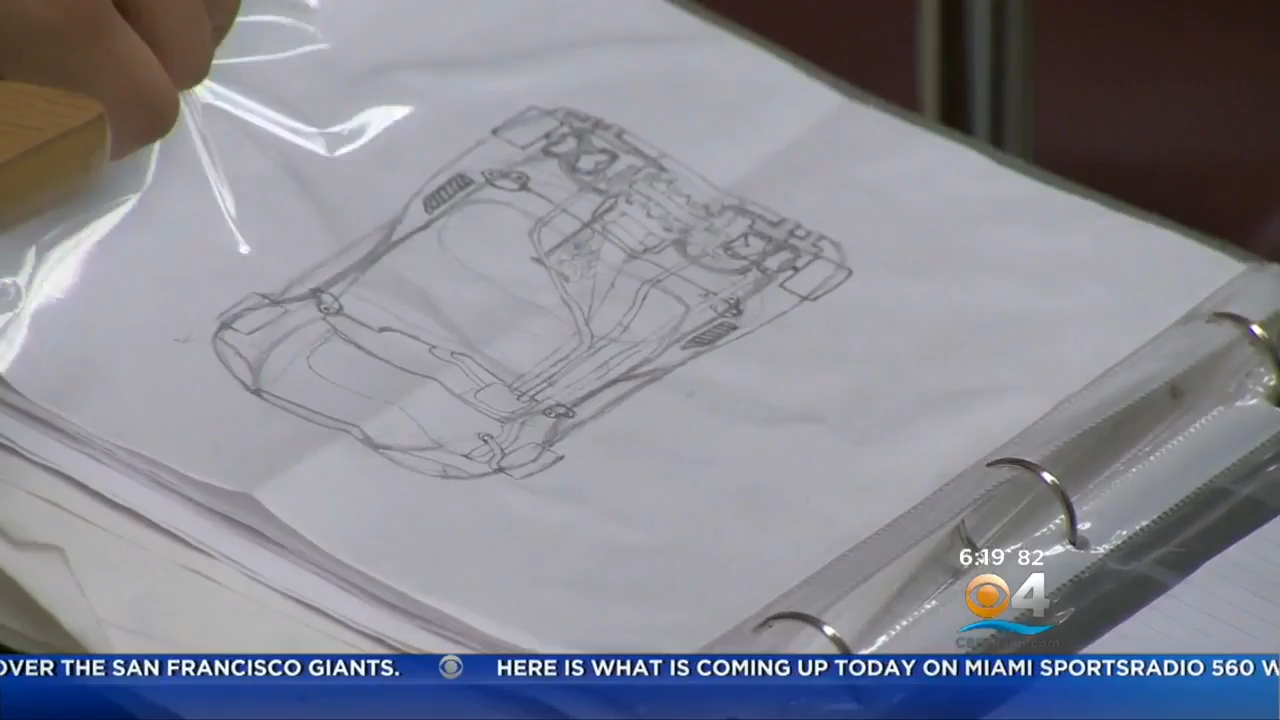 6:19 82
4
OVER THE SAN FRANCISCO GIANTS. HERE IS WHAT IS COMING UP TODAY ON MIAMI SPORTSRADIO 560 W